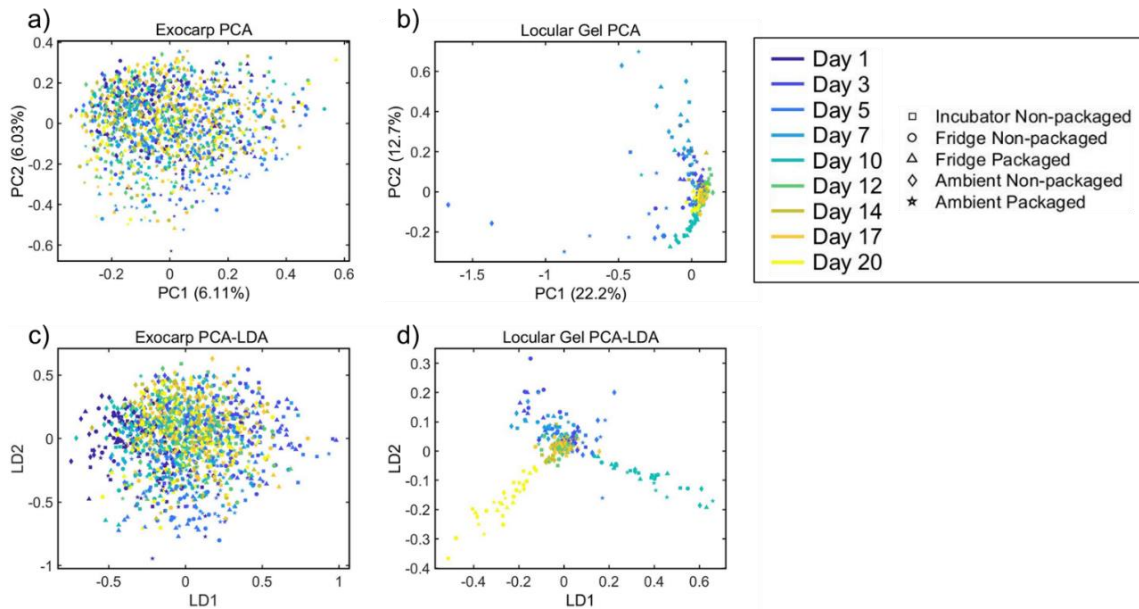 a)
Exocarp PCA
0.4
0.2
0
-0.2
-0.4
-0.6
PC2 (6.03%)
-0.2 0 0.2 0.4 0.6
PC1 (6.11%)
b)
Locular Gel PCA
0.6
0.4
0.2
0
-0.2
PC2 (12.7%)
-1.5 -1 -0.5 0
PC1 (22.2%)
Day 1
Day 3
Day 5
Day 7
Day 10
Day 12
Day 14
Day 17
Day 20
Incubator Non-packaged
Fridge Non-packaged
Fridge Packaged
Ambient Non-packaged
Ambient Packaged
c)
Exocarp PCA-LDA
0.5
0
-0.5
-1
LD2
-0.5 0 0.5 1
LD1
d)
Locular Gel PCA-LDA
0.3
0.2
0.1
0
-0.1
-0.2
-0.3
-0.4
LD2
-0.4 -0.2 0 0.2 0.4 0.6
LD1